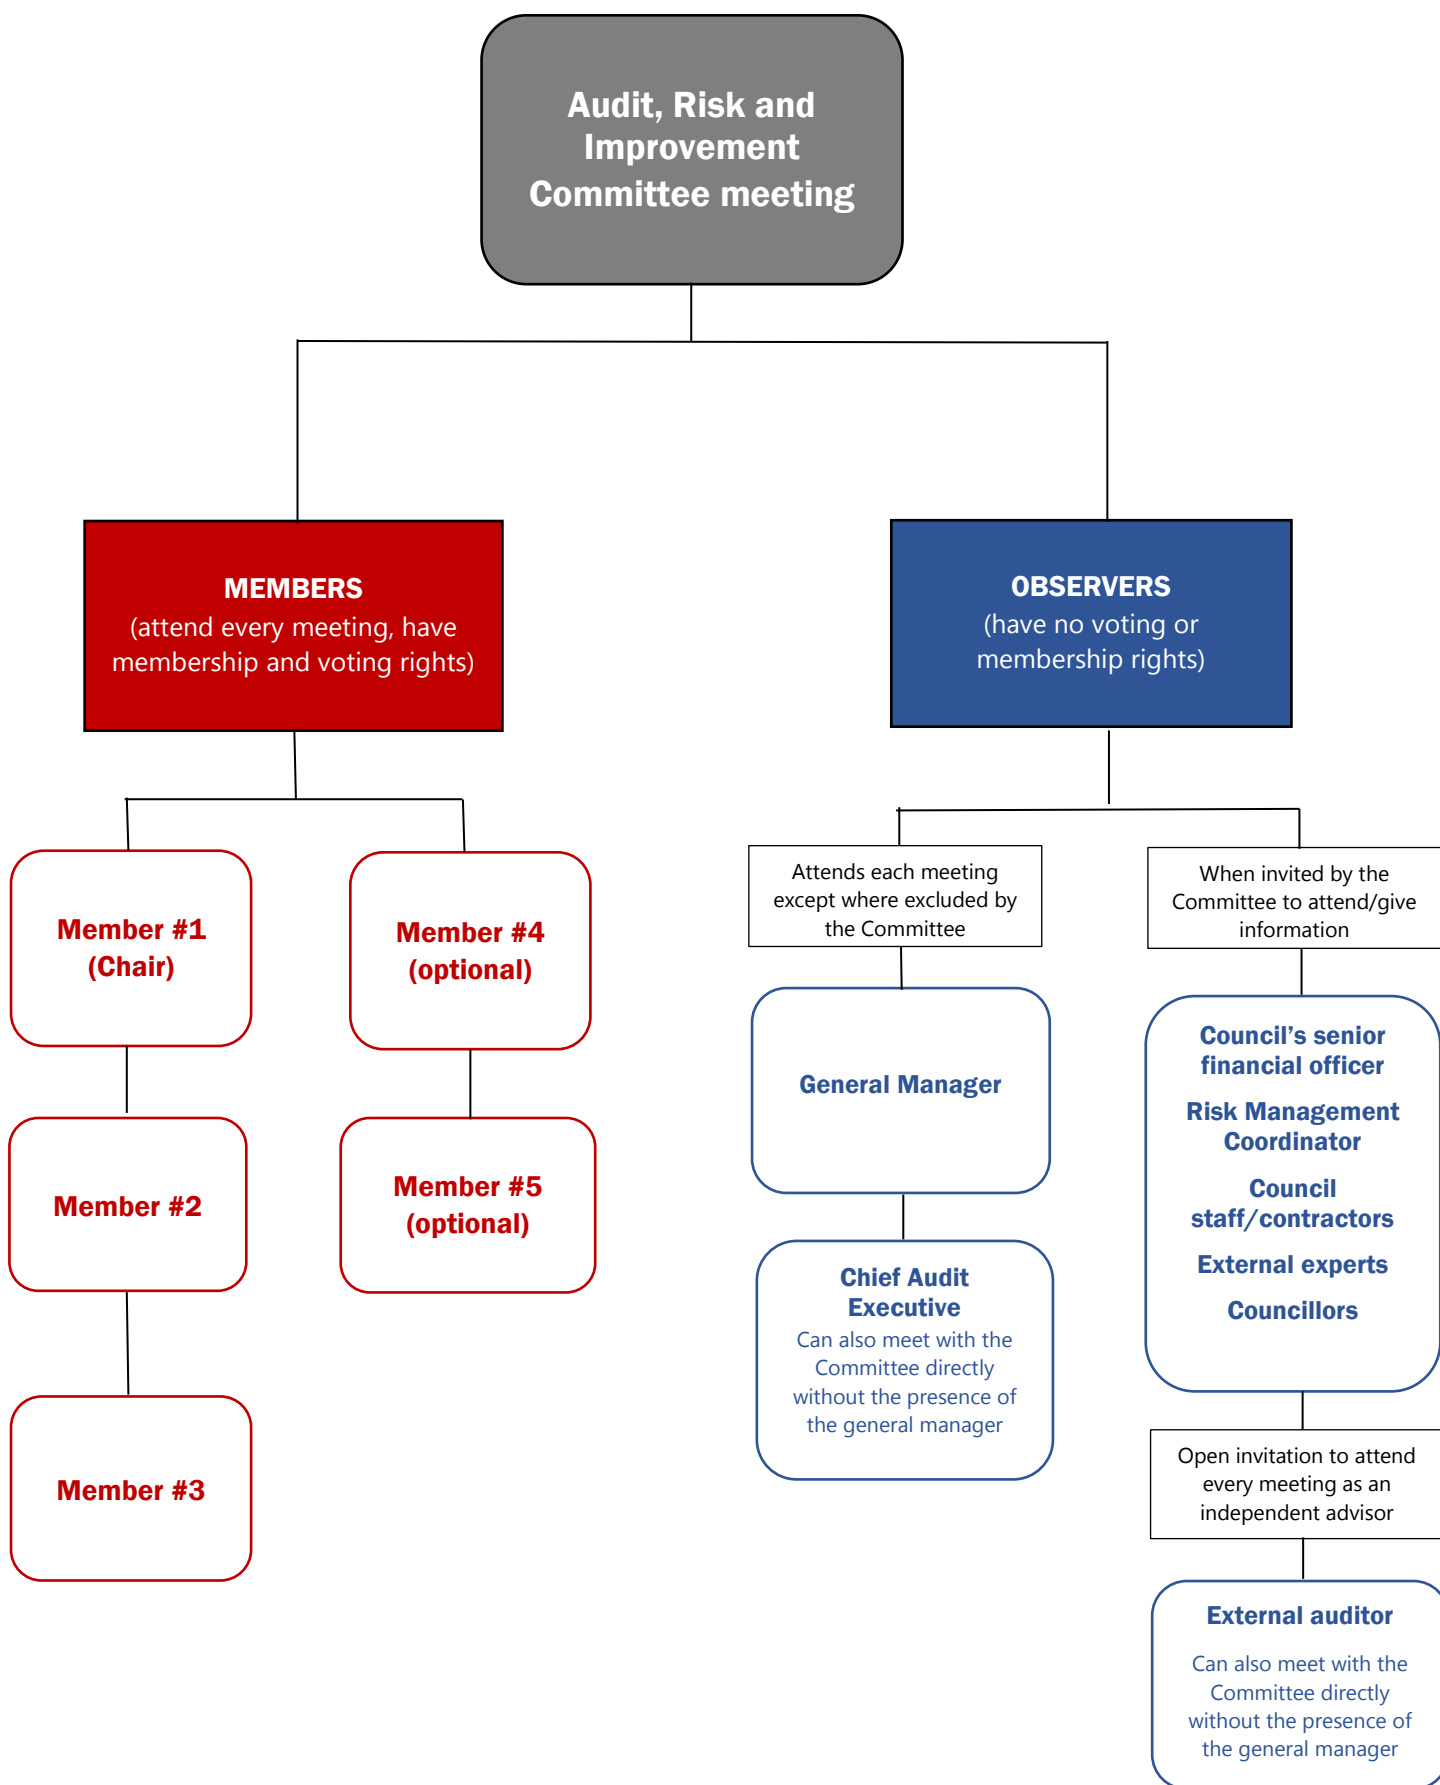 Audit, Risk and
Improvement
Committee meeting
MEMBERS
(attend every meeting, have
membership and voting rights)
OBSERVERS
(have no voting or
membership rights)
Member #1
(Chair)
Member #2
Member #3
Member #4
(optional)
Member #5
(optional)
Attends each meeting
except where excluded by
the Committee
General Manager
Chief Audit
Executive
Can also meet with the
Committee directly
without the presence of
the general manager
When invited by the
Committee to attend/give
information
Council’s senior
financial officer
Risk Management
Coordinator
Council
staff/contractors
External experts
Councillors
Open invitation to attend
every meeting as an
independent advisor
External auditor
Can also meet with the
Committee directly
without the presence of
the general manager